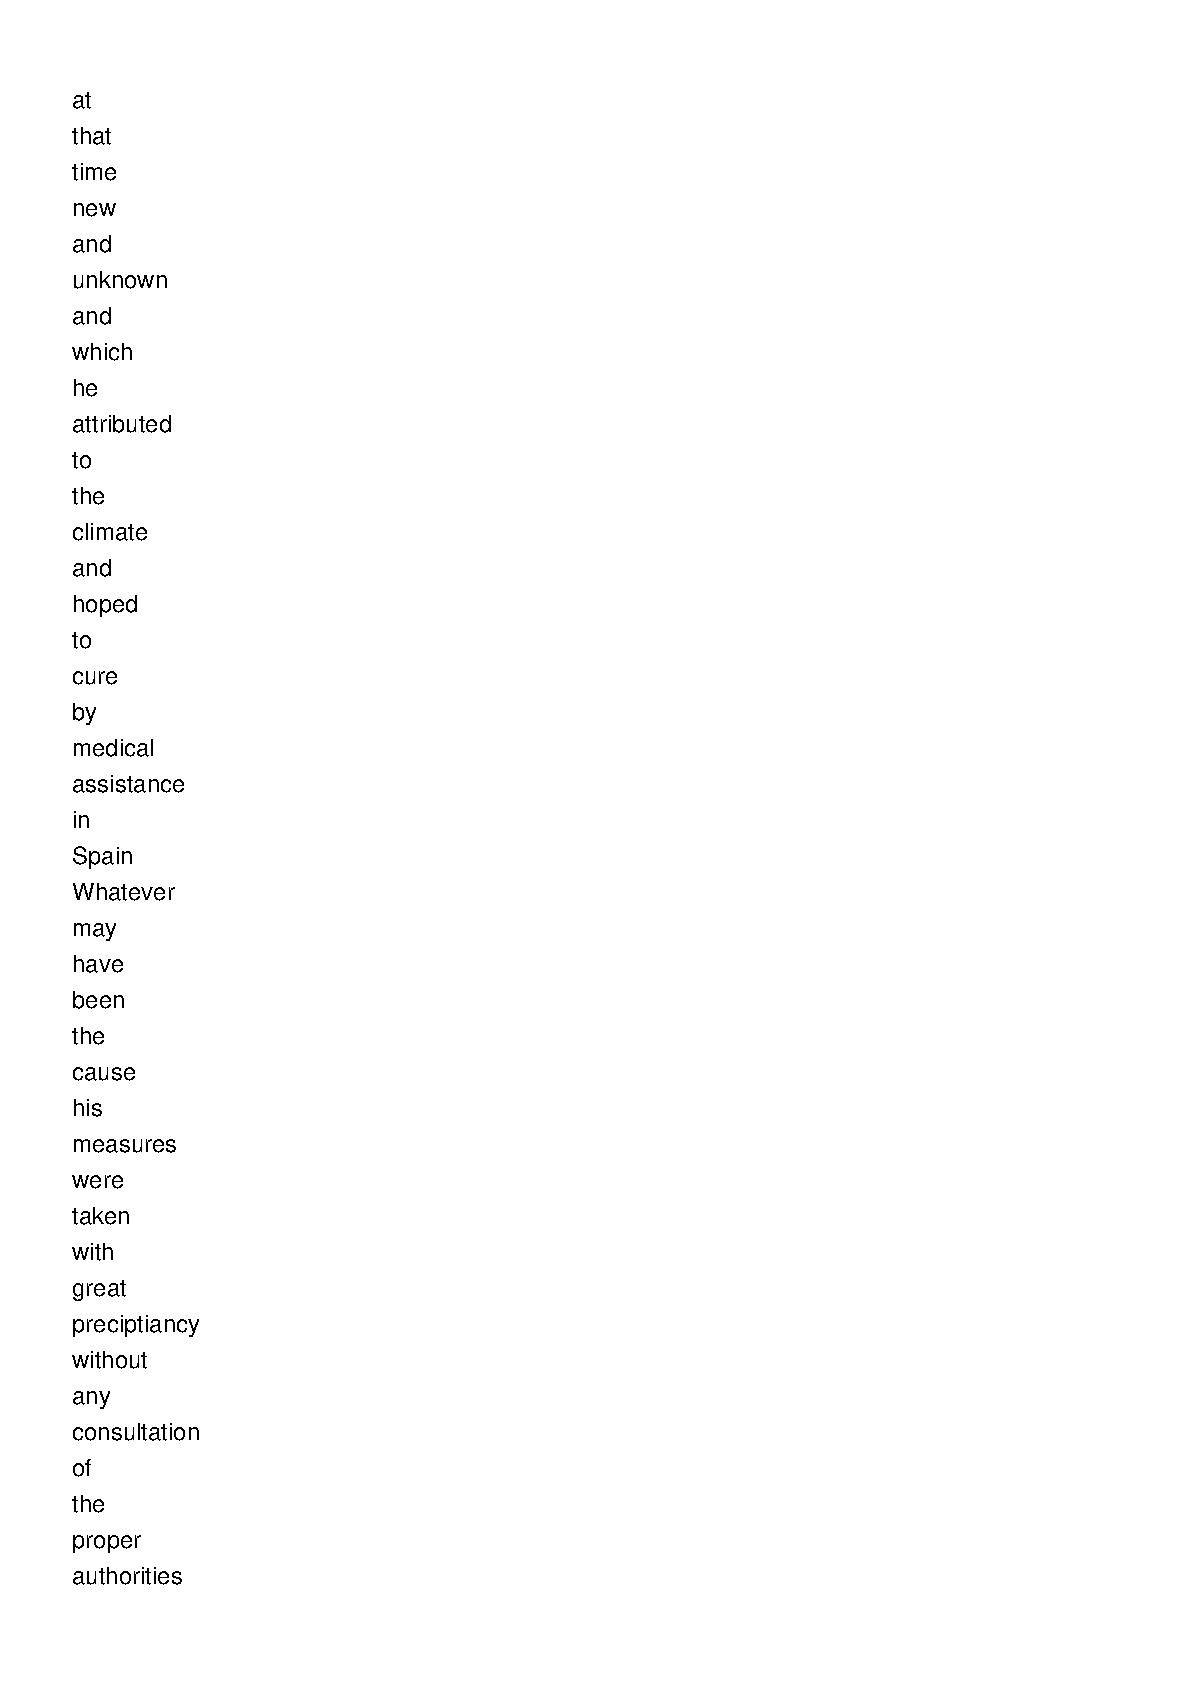 at
that
time
new
and
unknown
and
which
he
attributed
to
the
climate
and
hoped
to
cure
by
medical
assistance
in
Spain
Whatever
may
have
been
the
cause
his
measures
were
taken
with
great
preciptiancy
without
any
consultation
of
the
proper
authorities